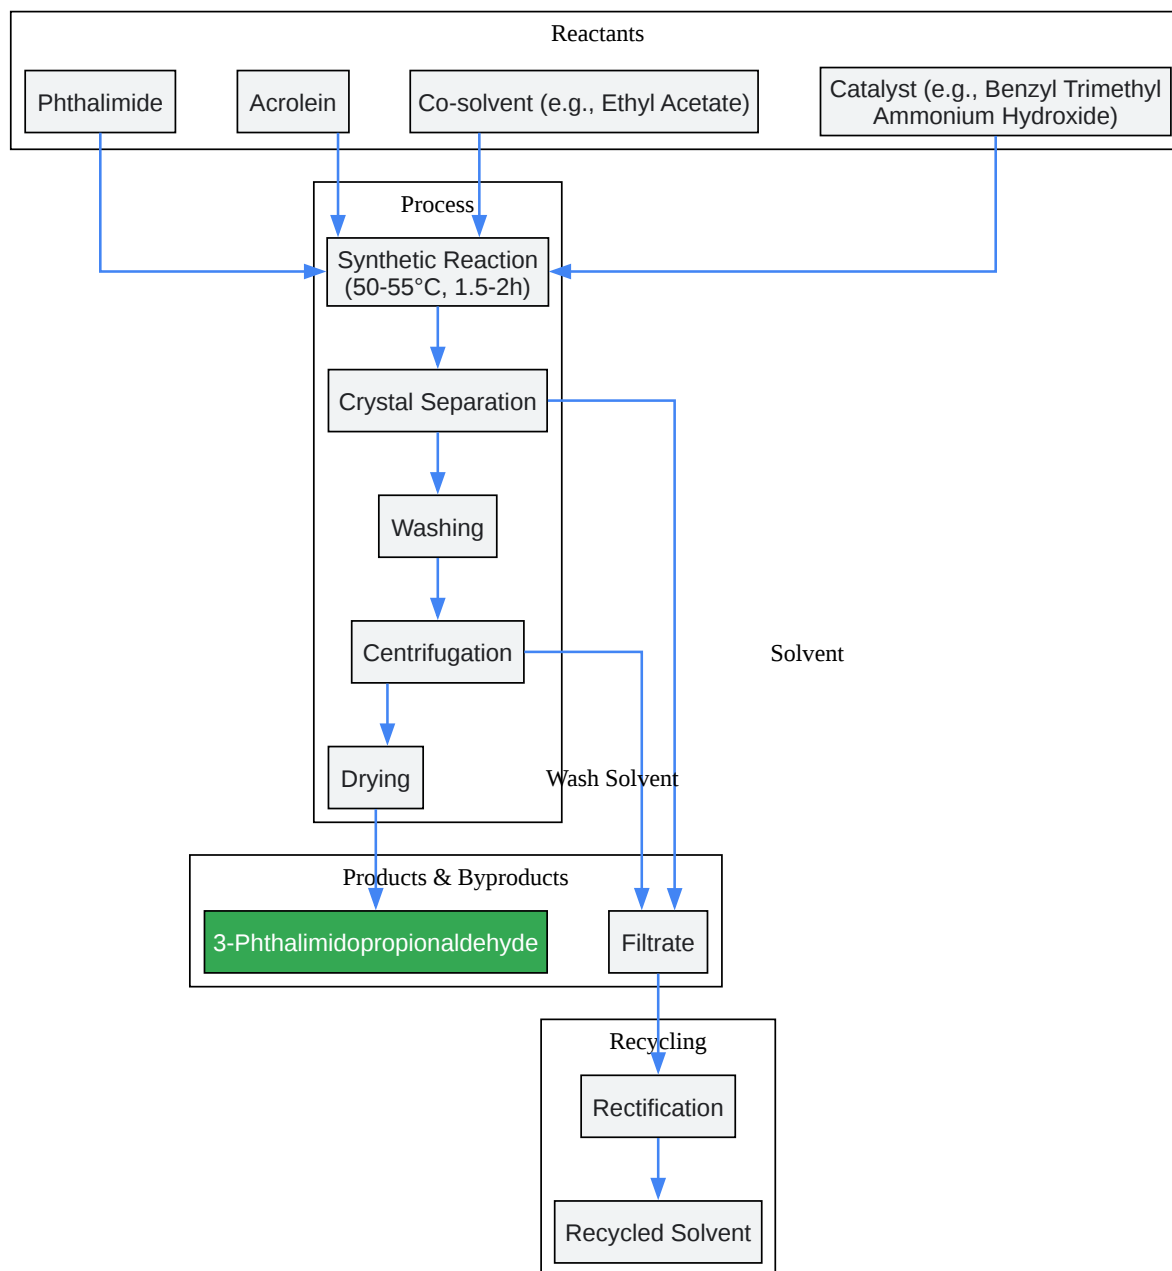 Reactants
Phthalimide
Acrolein
Co-solvent (e.g., Ethyl Acetate)
Catalyst (e.g., Benzyl Trimethyl
Ammonium Hydroxide)
Process
Synthetic Reaction
(50-55°C, 1.5-2h)
Crystal Separation
Washing
Centrifugation
Solvent
Drying
Wash Solvent
Products & Byproducts
3-Phthalimidopropionaldehyde
Filtrate
Recycling
Rectification
Recycled Solvent